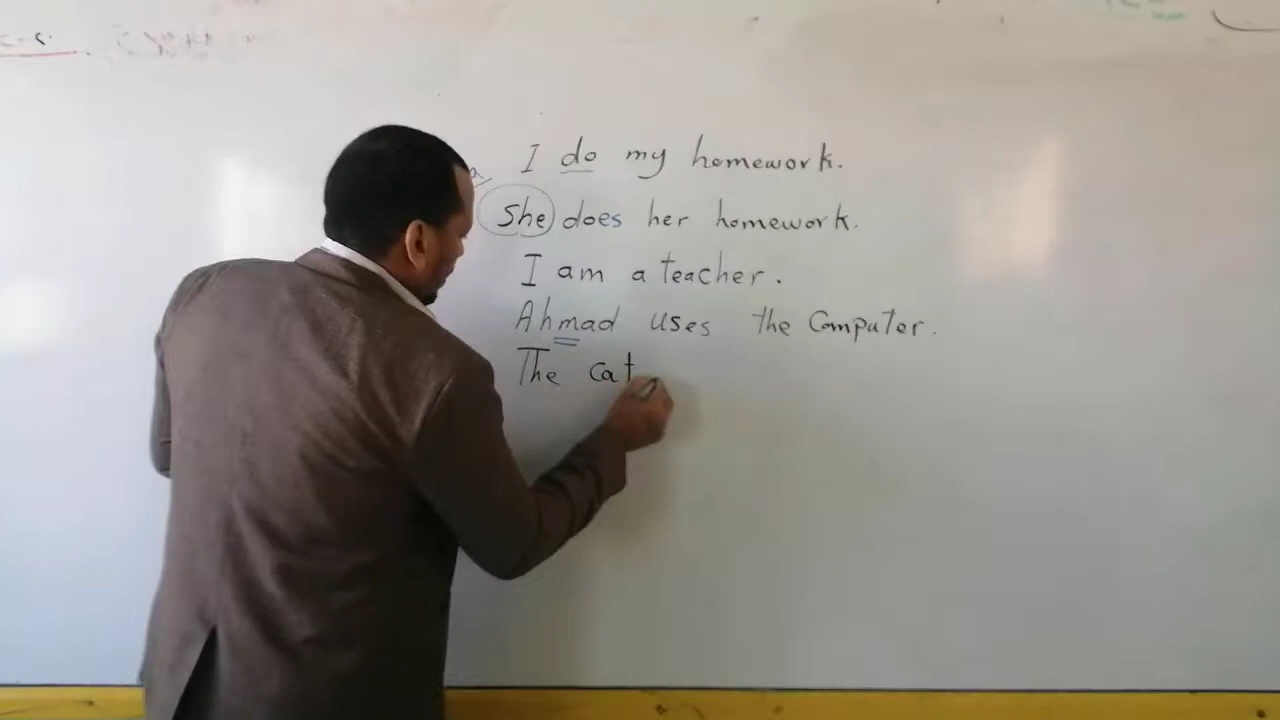 I do my homework.
She does her homework.
I am a teacher.
Ahmad uses the Computer.
The cat